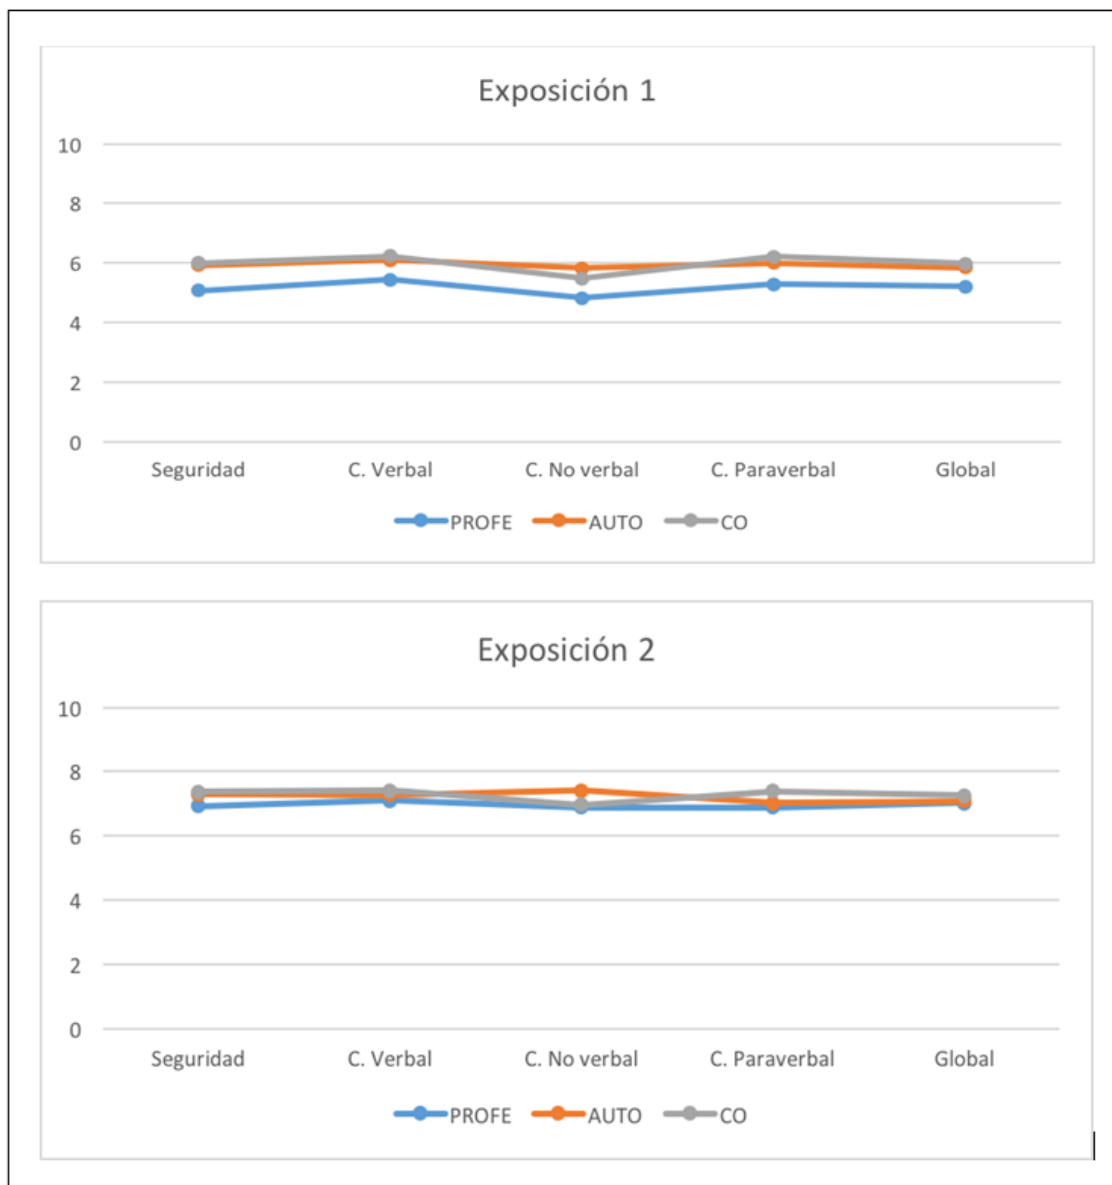 Exposición 1
10
8
6
4
2
0
Seguridad C. Verbal C. No verbal C. Paraverbal Global
PROFE AUTO CO
Exposición 2
10
8
6
4
2
0
Seguridad C. Verbal C. No verbal C. Paraverbal Global
PROFE AUTO CO